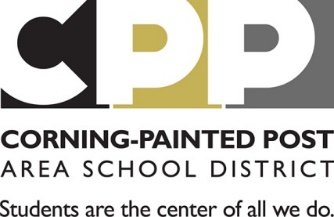 CPP
CORNING-PAINTED POST
AREA SCHOOL DISTRICT
Students are the center of all we do.